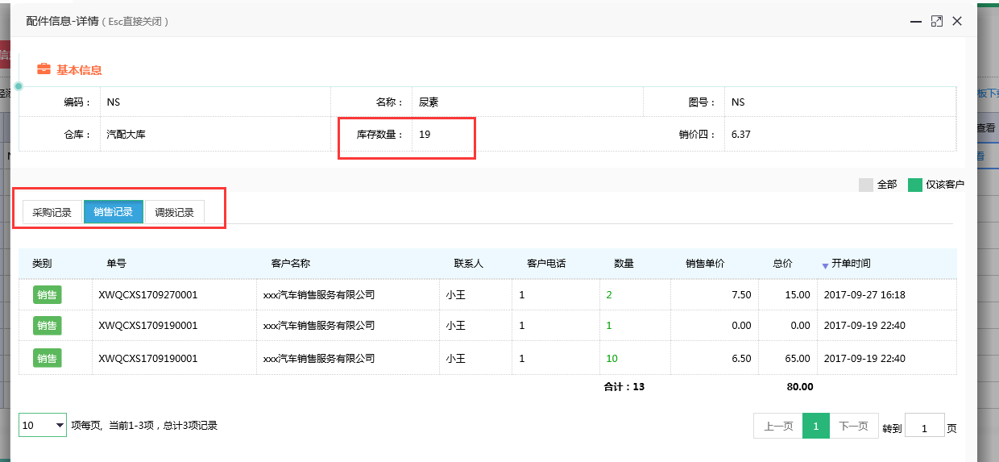 配件信息-详情 ( Esc直接关闭 )
基本信息
编码： NS 名称： 尿素 图号： NS
仓库： 汽配大库 库存数量： 19 销价四： 6.37
全部 仅该客户
采购记录 销售记录 调拨记录
类别 单号 客户名称 联系人 客户电话 数量 销售单价 总价 开单时间
销售 XWQCXS1709270001 xxx汽车销售服务有限公司 小王 1 2 7.50 15.00 2017-09-27 16:18
销售 XWQCXS1709190001 xxx汽车销售服务有限公司 小王 1 1 0.00 0.00 2017-09-19 22:40
销售 XWQCXS1709190001 xxx汽车销售服务有限公司 小王 1 10 6.50 65.00 2017-09-19 22:40
合计：13 80.00
10 项每页, 当前1-3项，总计3项记录 上一页 1 下一页 转到 1 页
查看